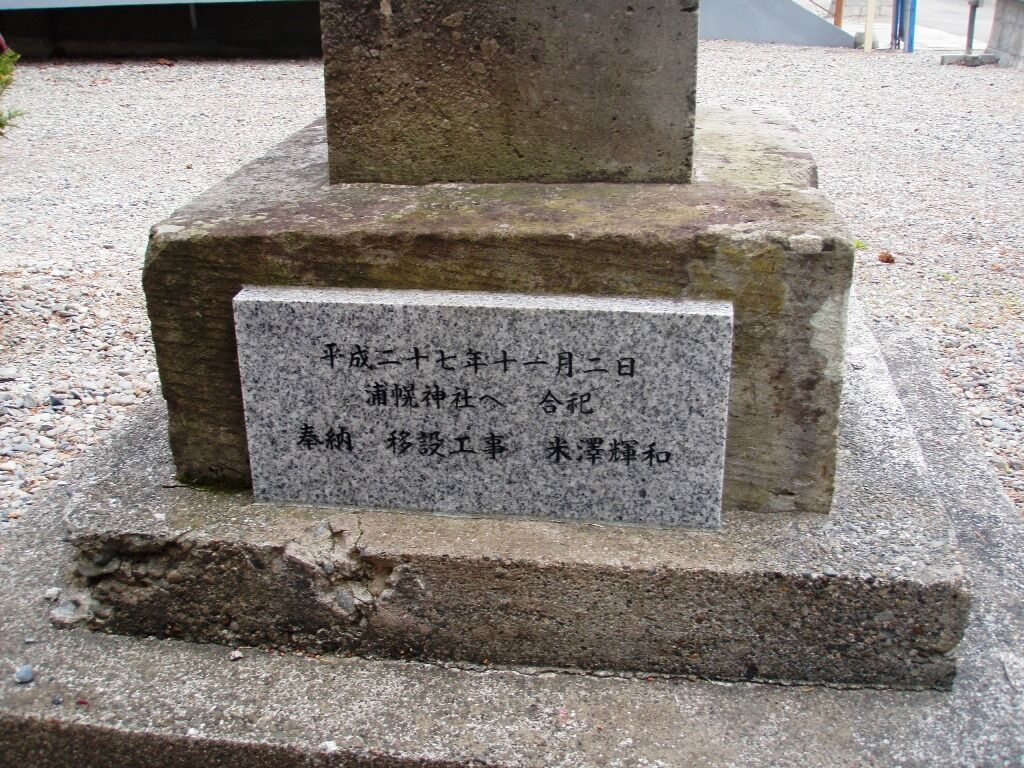 平成二十七年十一月二日
浦幌神社へ 合祀
奉納 移設工事 米澤輝和